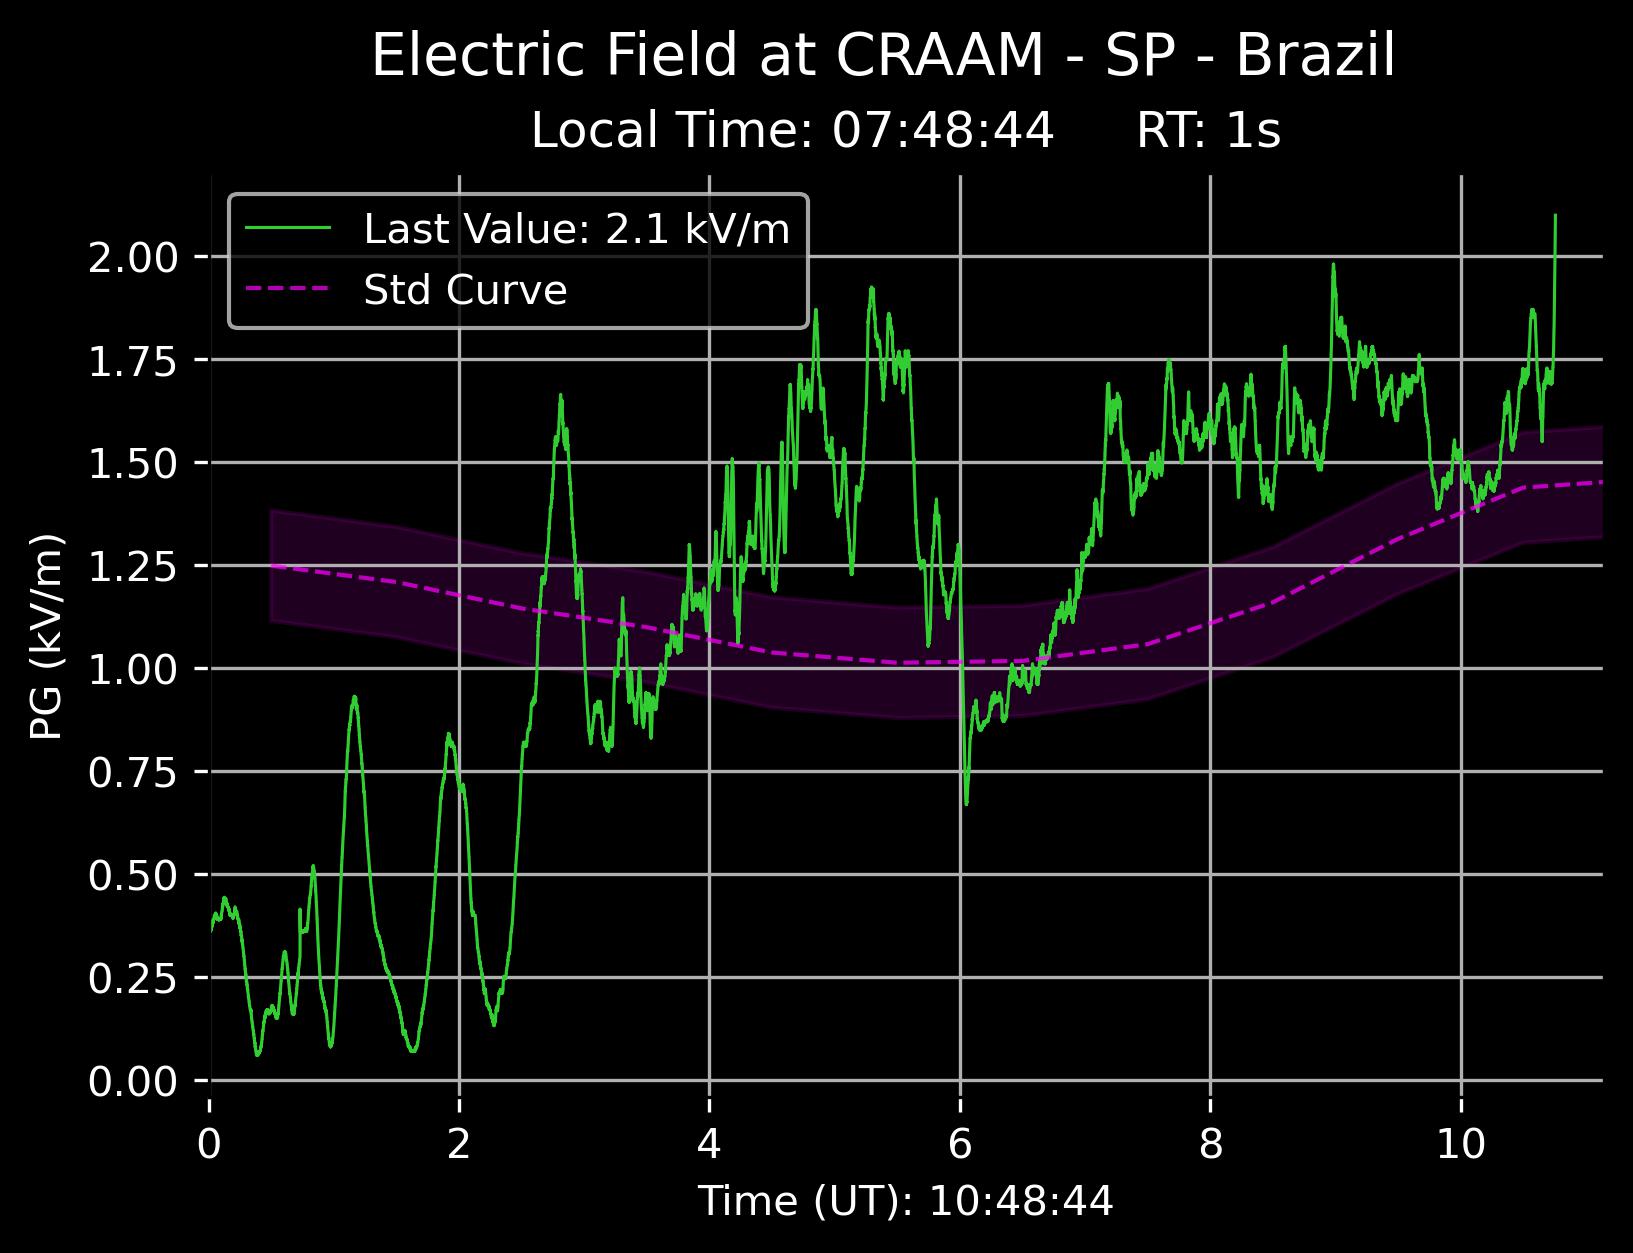 Electric Field at CRAAM - SP - Brazil
Local Time: 07:48:44 RT: 1s
Last Value: 2.1 kV/m
Std Curve
PG (kV/m)
2.00
1.75
1.50
1.25
1.00
0.75
0.50
0.25
0.00
0 2 4 6 8 10
Time (UT): 10:48:44